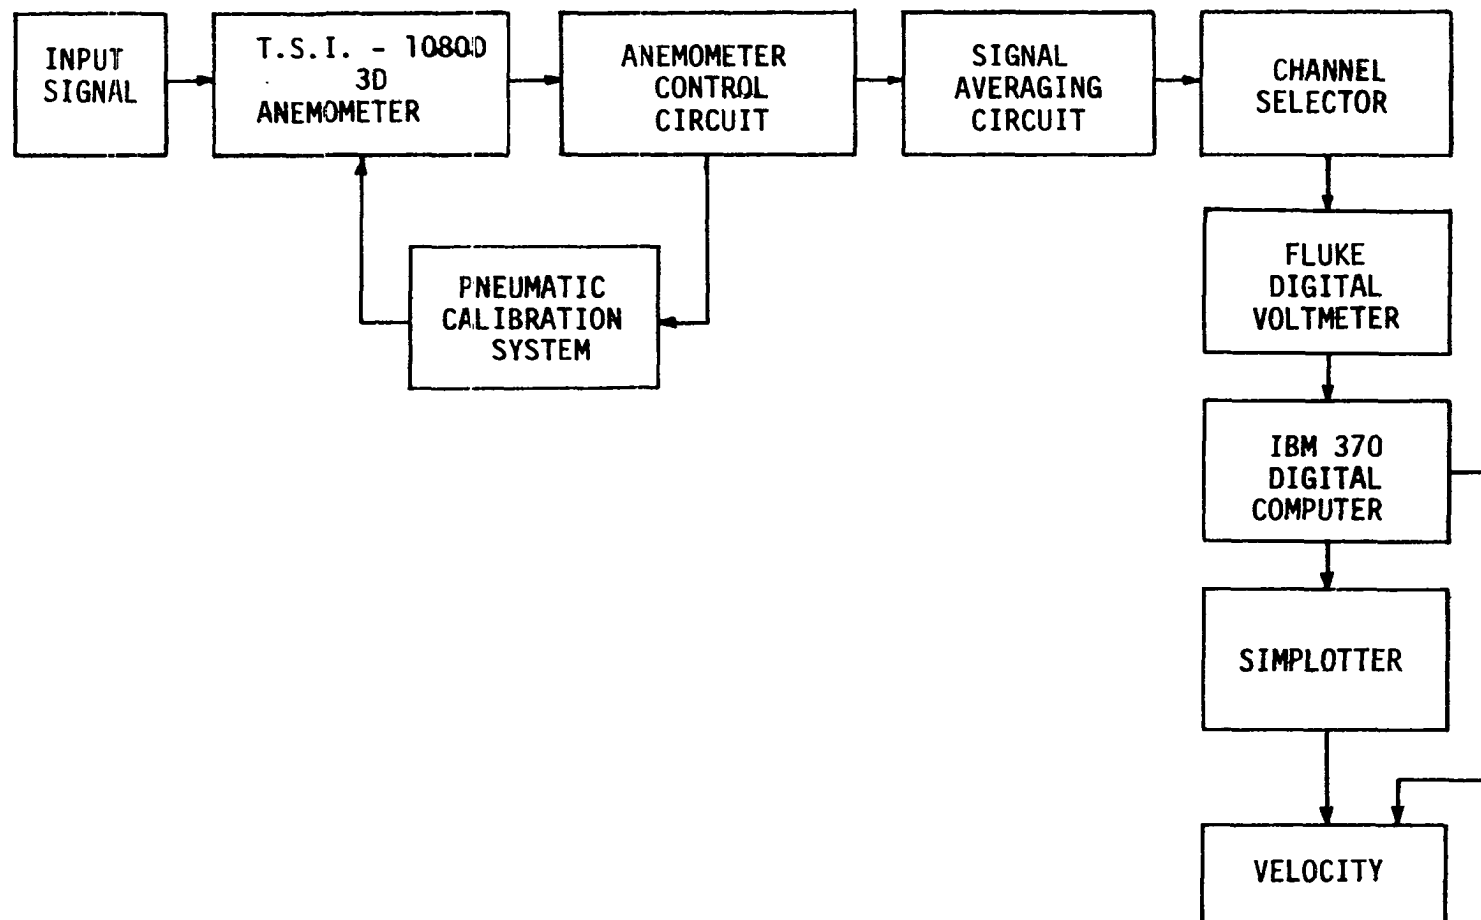 INPUT
SIGNAL
T.S.I. - 1080D
3D
ANEMOMETER
ANEMOMETER
CONTROL
CIRCUIT
SIGNAL
AVERAGING
CIRCUIT
CHANNEL
SELECTOR
PNEUMATIC
CALIBRATION
SYSTEM
FLUKE
DIGITAL
VOLTMETER
IBM 370
DIGITAL
COMPUTER
SIMPLOTTER
VELOCITY